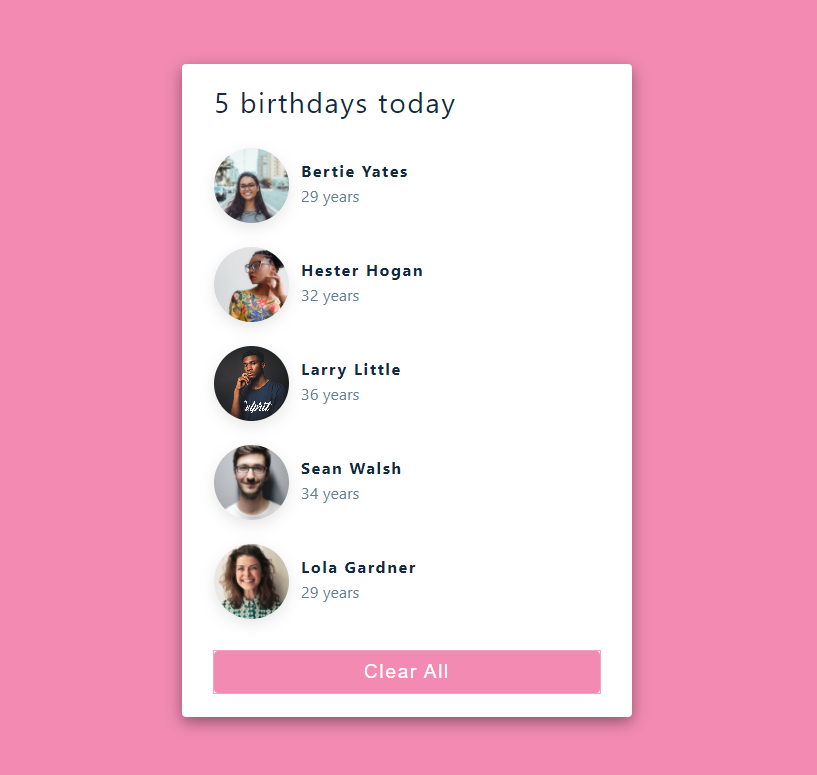 5 birthdays today
Bertie Yates
29 years
Hester Hogan
32 years
Larry Little
36 years
Sean Walsh
34 years
Lola Gardner
29 years
Clear All